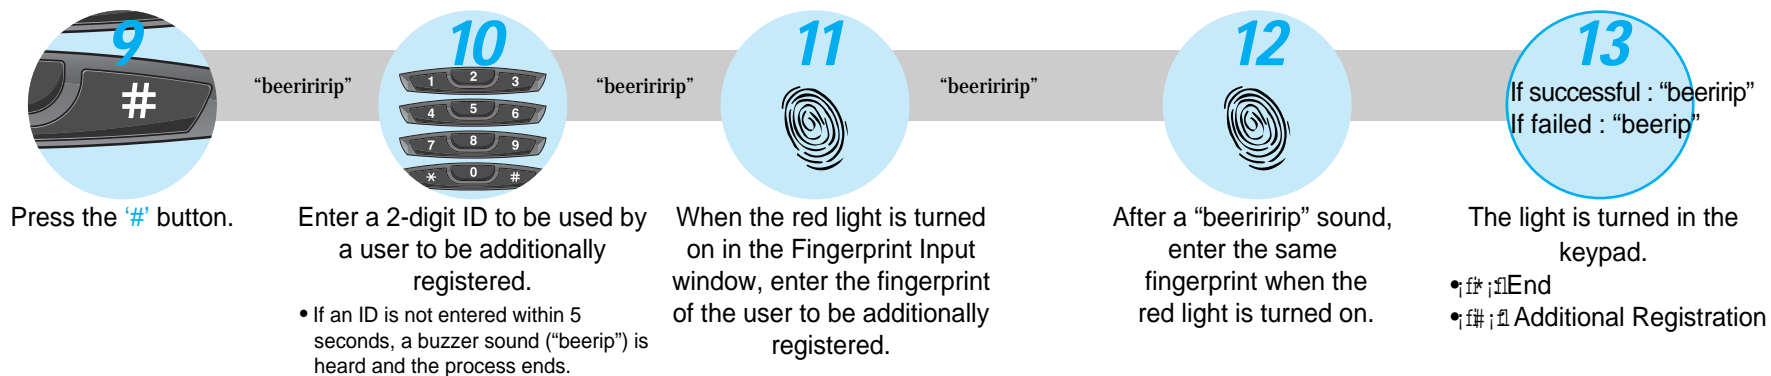 9
#
Press the ‘#’ button.
“beeriririp”
10
1 2 3
4 5 6
7 8 9
* 0 #
Enter a 2-digit ID to be used by
a user to be additionally
registered.
• If an ID is not entered within 5
seconds, a buzzer sound (“beerip”) is
heard and the process ends.
“beeriririp”
11
When the red light is turned
on in the Fingerprint Input
window, enter the fingerprint
of the user to be additionally
registered.
“beeriririp”
12
After a “beeriririp” sound,
enter the same
fingerprint when the
red light is turned on.
13
If successful : “beeririp”
If failed : “beerip”
The light is turned in the
keypad.
• End
• Additional Registration